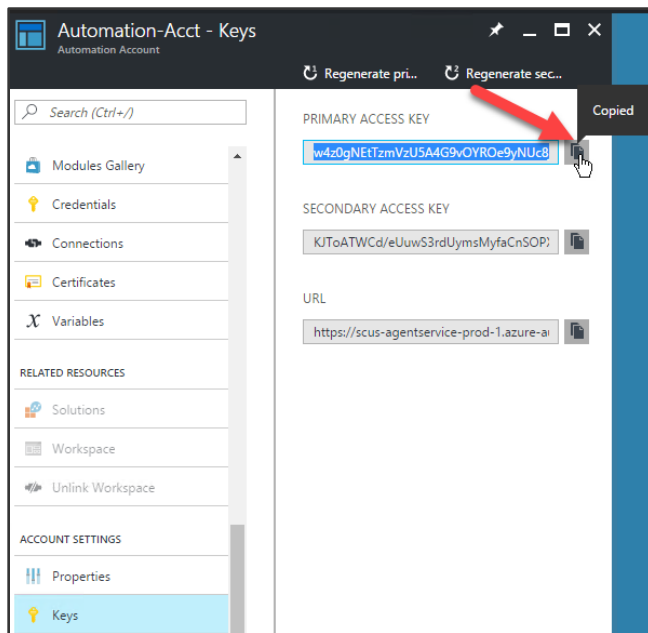 Automation-Acct - Keys
Automation Account
Regenerate pri... Regenerate sec...
Search (Ctrl+/)
Copied
PRIMARY ACCESS KEY
w4z0gNEtTzmVzU5A4G9vOYROe9yNUc8
Modules Gallery
Credentials
SECONDARY ACCESS KEY
Connections
KJToATWCd/eUuwS3rdUymsMyfaCnSOP
Certificates
URL
Variables
https://scus-agentservice-prod-1.azure-au
RELATED RESOURCES
Solutions
Workspace
Unlink Workspace
ACCOUNT SETTINGS
Properties
Keys